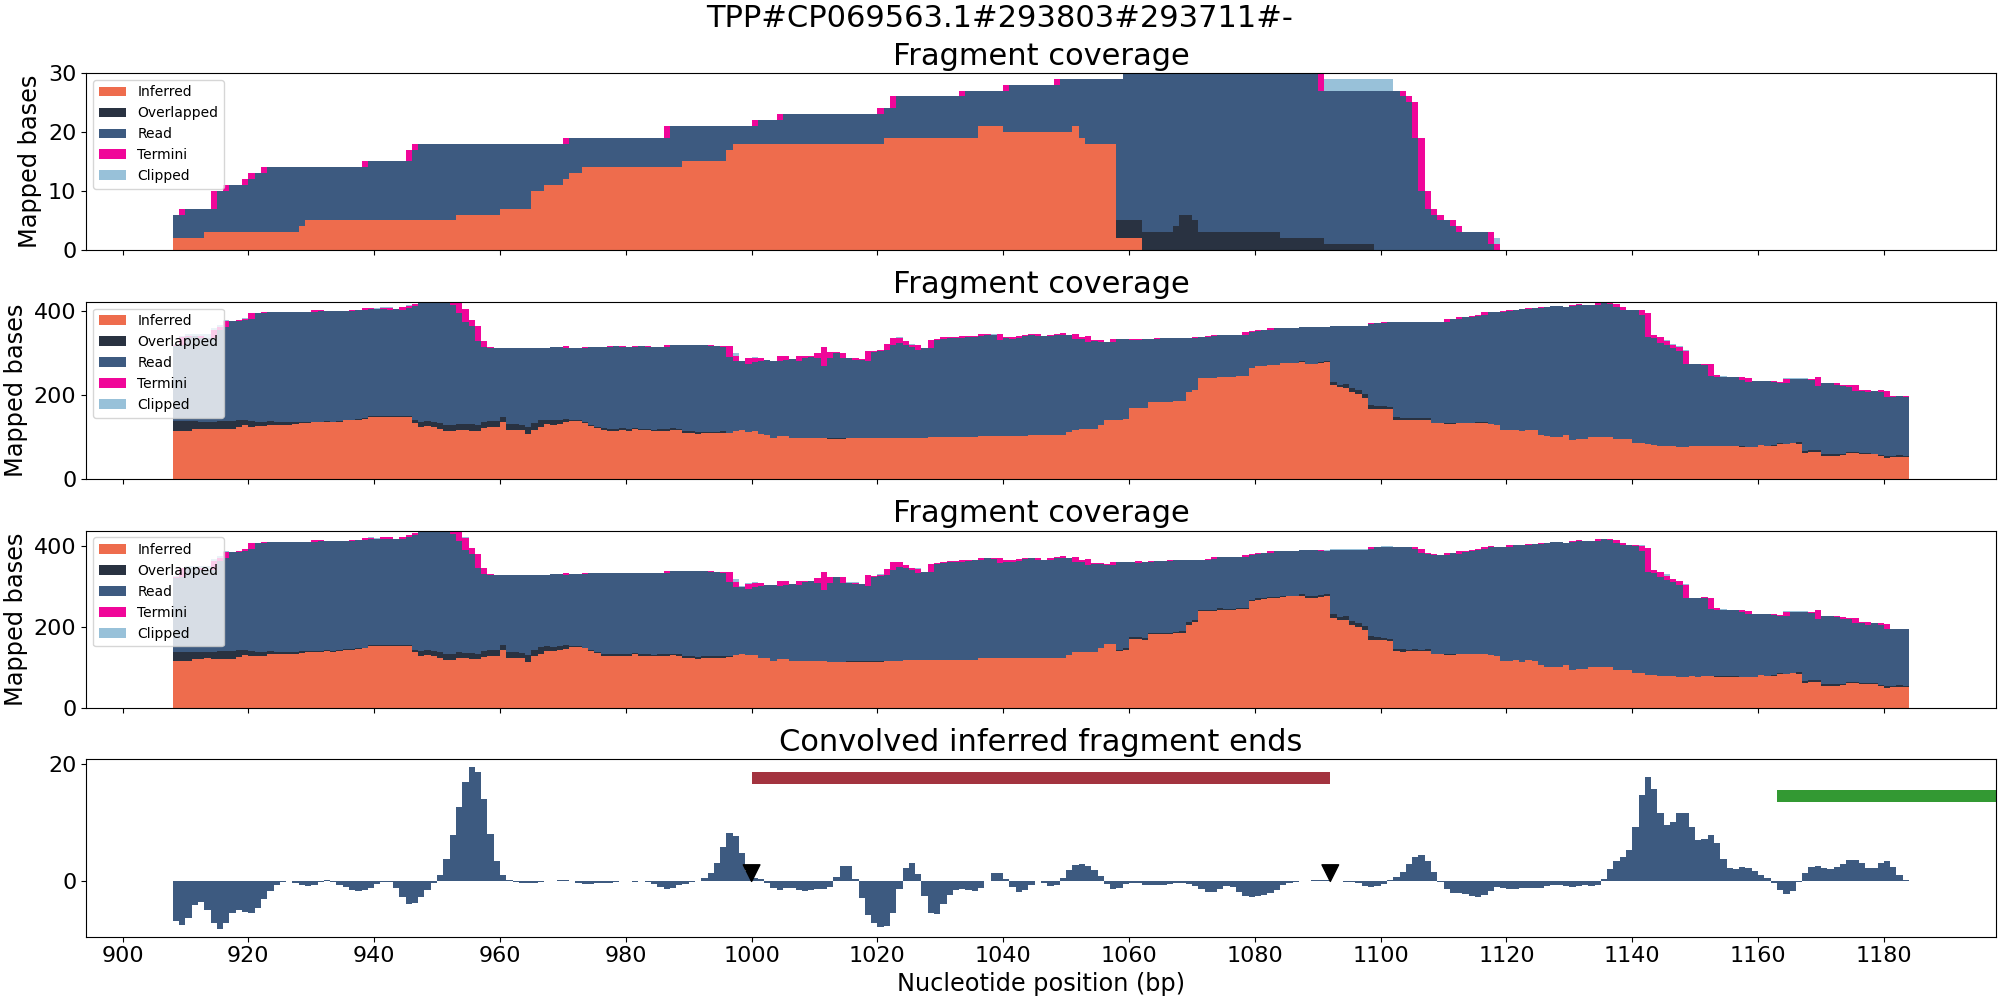 TPP#CP069563.1#293803#293711#-
Fragment coverage
Mapped bases
30
20
10
0
Inferred
Overlapped
Read
Termini
Clipped
Fragment coverage
Mapped bases
400
200
0
Inferred
Overlapped
Read
Termini
Clipped
Fragment coverage
Mapped bases
400
200
0
Inferred
Overlapped
Read
Termini
Clipped
Convolved inferred fragment ends
20
0
900 920 940 960 980 1000 1020 1040 1060 1080 1100 1120 1140 1160 1180
Nucleotide position (bp)